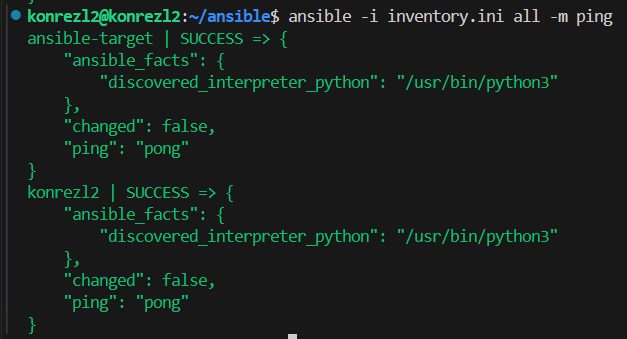 konrezl2@konrezl2:~/ansible$ ansible -i inventory.ini all -m ping
ansible-target | SUCCESS => {
    "ansible_facts": {
        "discovered_interpreter_python": "/usr/bin/python3"
    },
    "changed": false,
    "ping": "pong"
}
konrezl2 | SUCCESS => {
    "ansible_facts": {
        "discovered_interpreter_python": "/usr/bin/python3"
    },
    "changed": false,
    "ping": "pong"
}